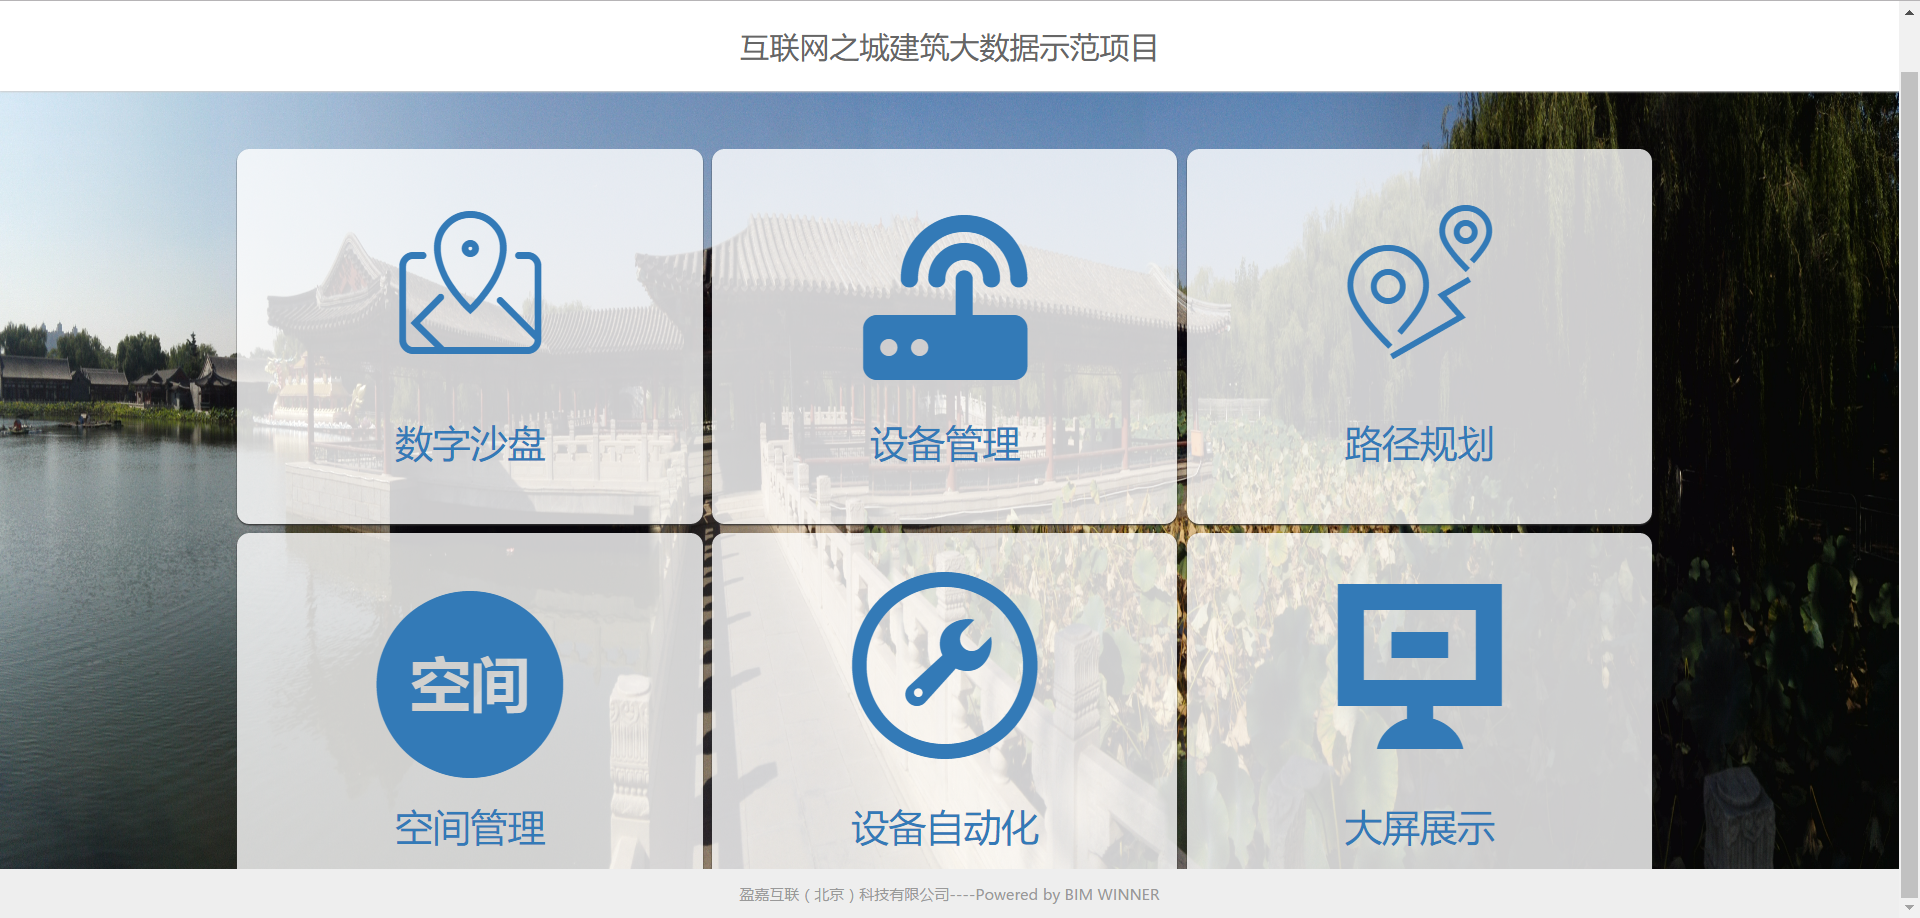 互联网之城建筑大数据示范项目
数字沙盘
设备管理
路径规划
空间
空间管理
设备自动化
大屏展示
盈嘉互联（北京）科技有限公司----Powered by BIM WINNER